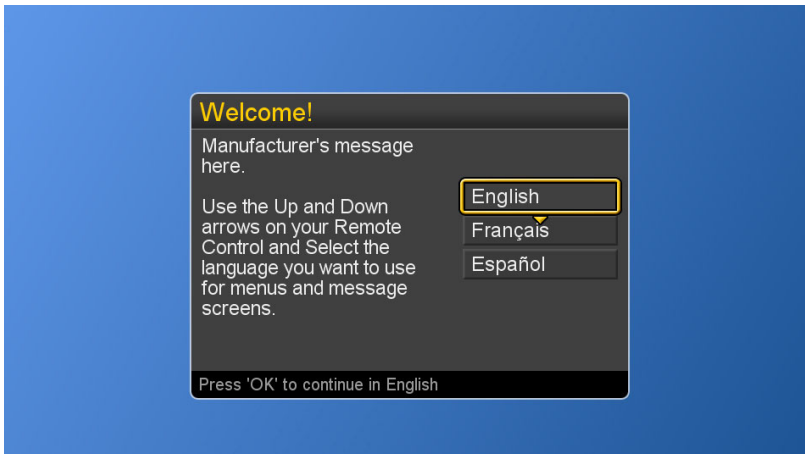 Welcome!
Manufacturer's message
here.
Use the Up and Down
arrows on your Remote
Control and Select the
language you want to use
for menus and message
screens.
English
Français
Español
Press 'OK' to continue in English